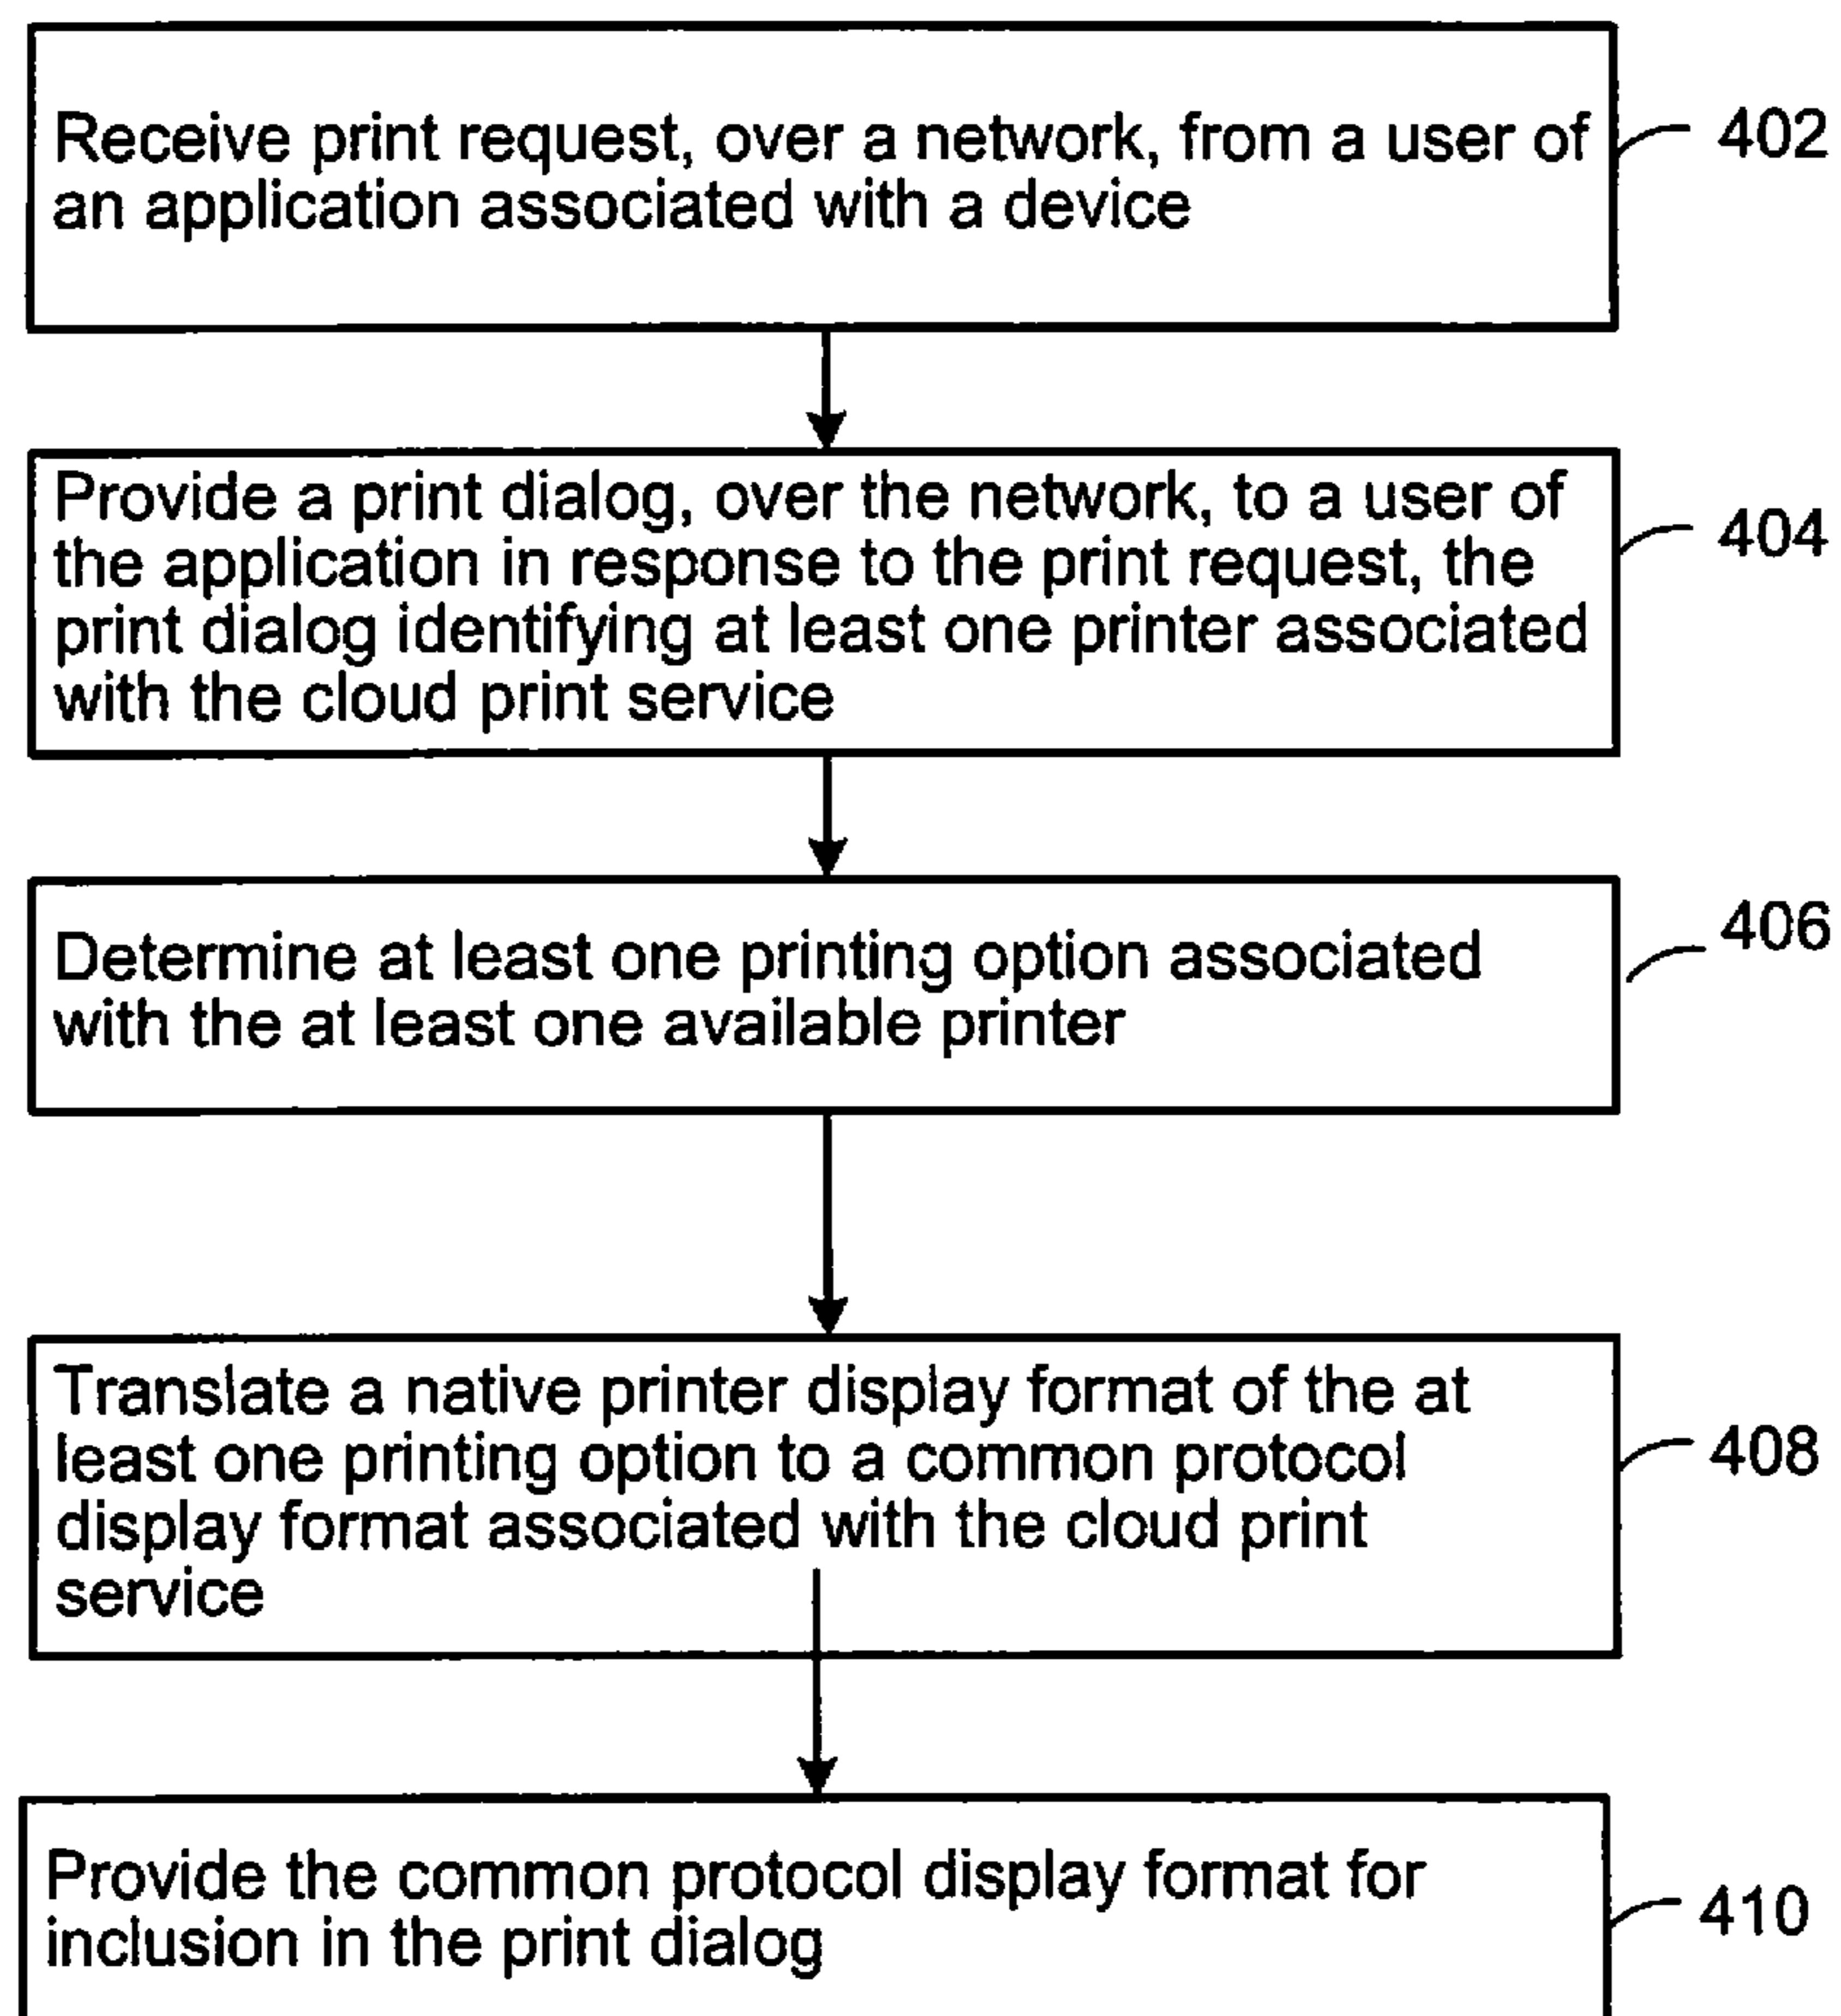 Receive print request, over a network, from a user of
an application associated with a device
402
Provide a print dialog, over the network, to a user of
the application in response to the print request, the
print dialog identifying at least one printer associated
with the cloud print service
404
Determine at least one printing option associated
with the at least one available printer
406
Translate a native printer display format of the at
least one printing option to a common protocol
display format associated with the cloud print
service
408
Provide the common protocol display format for
inclusion in the print dialog
410